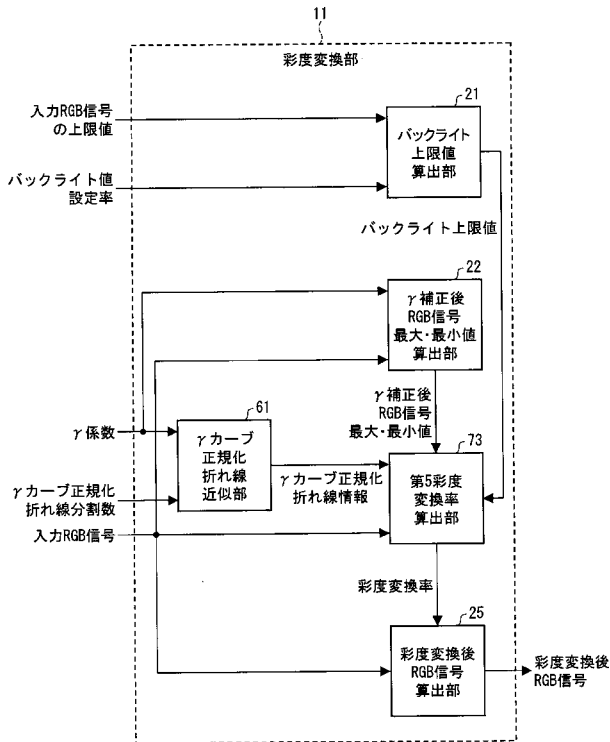 11
彩度変換部
入力RGB信号
の上限値
バックライト値
設定率
21
バックライト
上限値
算出部
バックライト上限値
22
γ補正後
RGB信号
最大・最小値
算出部
γ補正後
RGB信号
最大・最小値
γ係数
γカーブ正規化
折れ線分割数
入力RGB信号
61
γカーブ
正規化
折れ線
近似部
γカーブ正規化
折れ線情報
73
第5彩度
変換率
算出部
彩度変換率
25
彩度変換後
RGB信号
算出部
彩度変換後
RGB信号